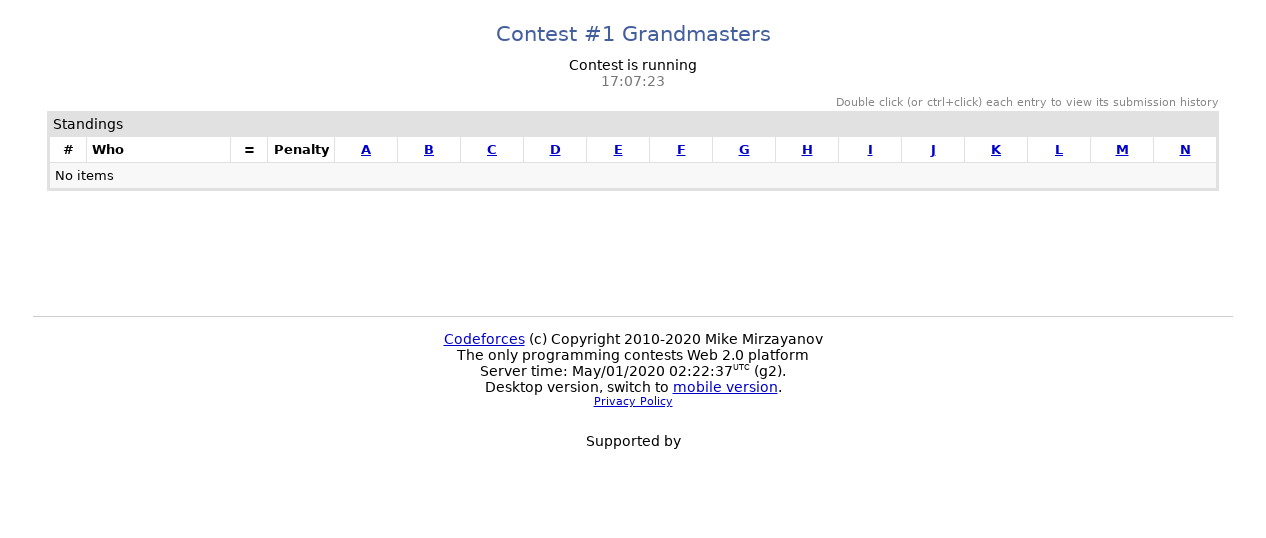 Contest #1 Grandmasters
Contest is running
17:07:23
Double click (or ctrl+click) each entry to view its submission history
Standings
# Who = Penalty A B C D E F G H I J K L M N
No items
Codeforces (c) Copyright 2010-2020 Mike Mirzayanov
The only programming contests Web 2.0 platform
Server time: May/01/2020 02:22:37UTC (g2).
Desktop version, switch to mobile version.
Privacy Policy
Supported by